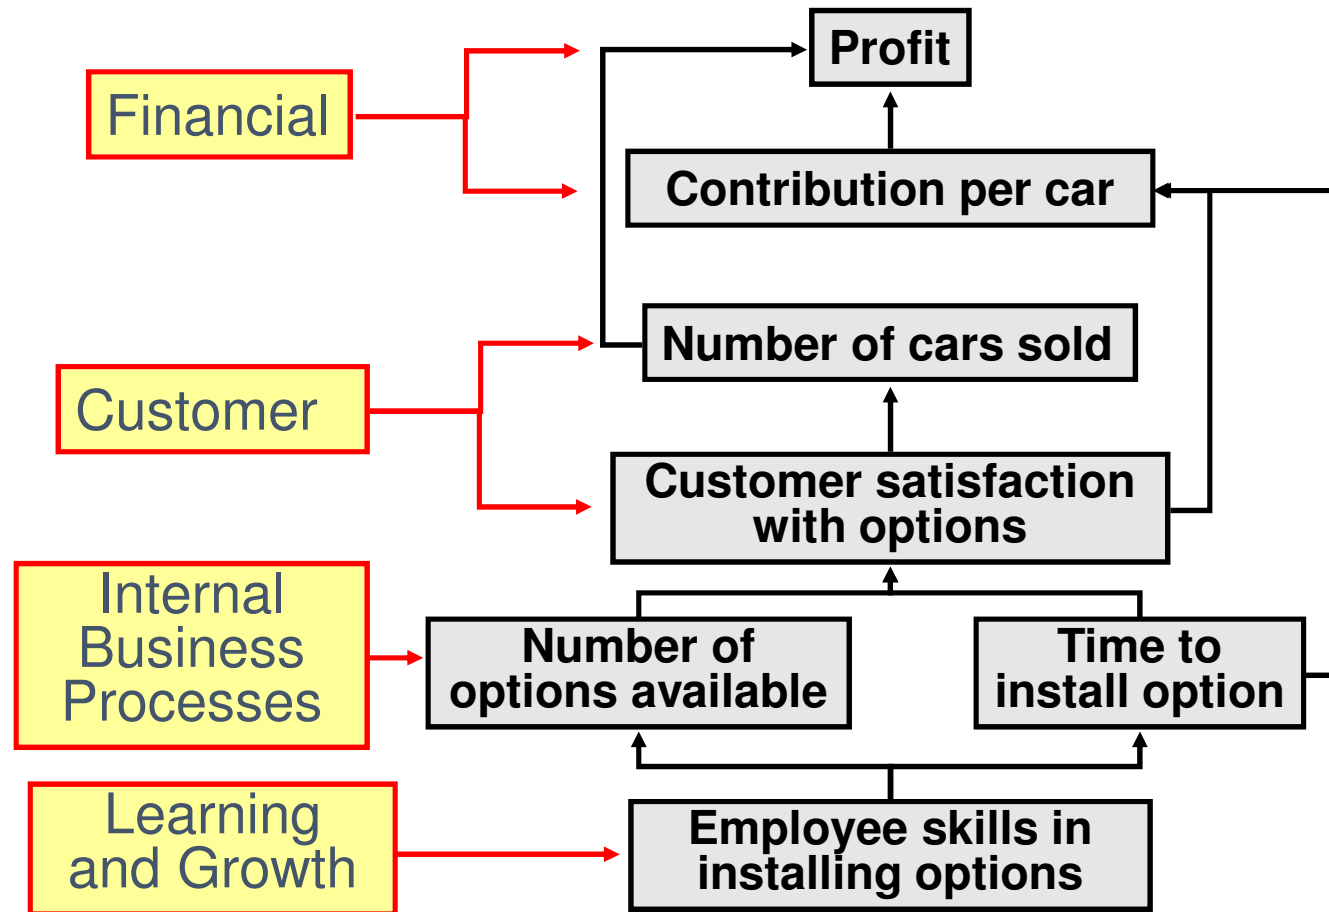 Profit
Financial
Contribution per car
Number of cars sold
Customer
Customer satisfaction
with options
Internal
Business
Processes
Number of
options available
Time to
install option
Learning
and Growth
Employee skills in
installing options